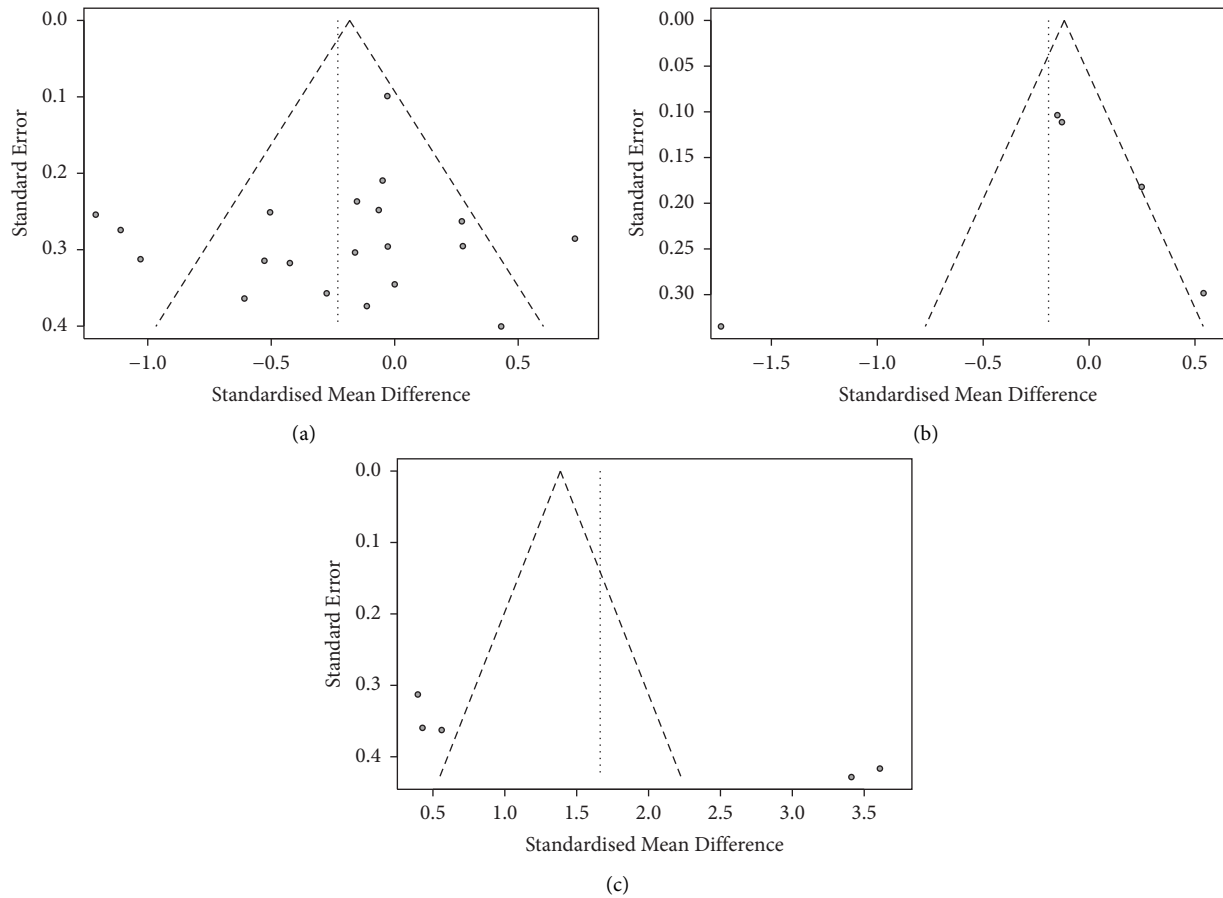 0.0
0.1
0.2
0.3
0.4
Standard Error
−1.0 −0.5 0.0 0.5
Standardised Mean Difference
(a)
0.0
0.05
0.10
0.15
0.20
0.25
0.30
Standard Error
−1.5 −1.0 −0.5 0.0 0.5
Standardised Mean Difference
(b)
0.0
0.1
0.2
0.3
0.4
Standard Error
0.5 1.0 1.5 2.0 2.5 3.0 3.5
Standardised Mean Difference
(c)